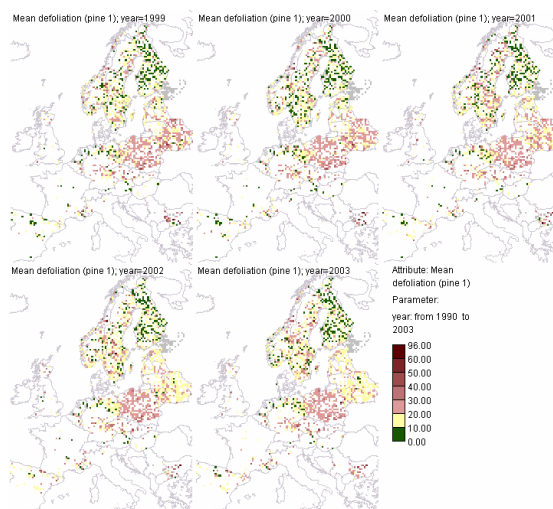 Mean defoliation (pine 1); year=1999
Mean defoliation (pine 1); year=2000
Mean defoliation (pine 1); year=2001
Mean defoliation (pine 1); year=2002
Mean defoliation (pine 1); year=2003
Attribute: Mean
defoliation (pine 1)
Parameter:
year: from 1990 to
2003
96.00
60.00
50.00
40.00
30.00
20.00
10.00
0.00